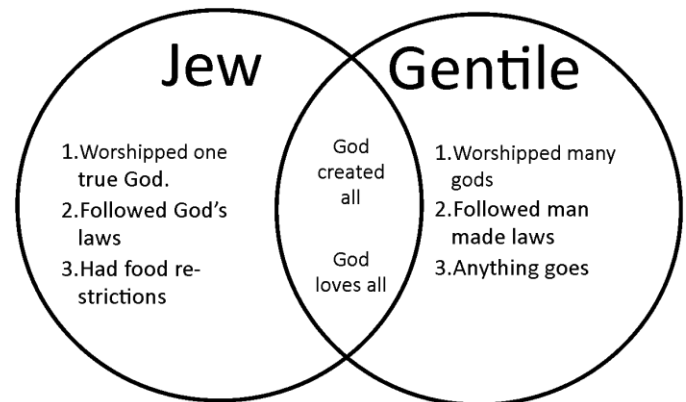 Jew
1.Worshipped one
true God.
2.Followed God's
laws
3.Had food re-
strictions
God
created
all
God
loves all
Gentile
1.Worshipped many
gods
2.Followed man
made laws
3.Anything goes